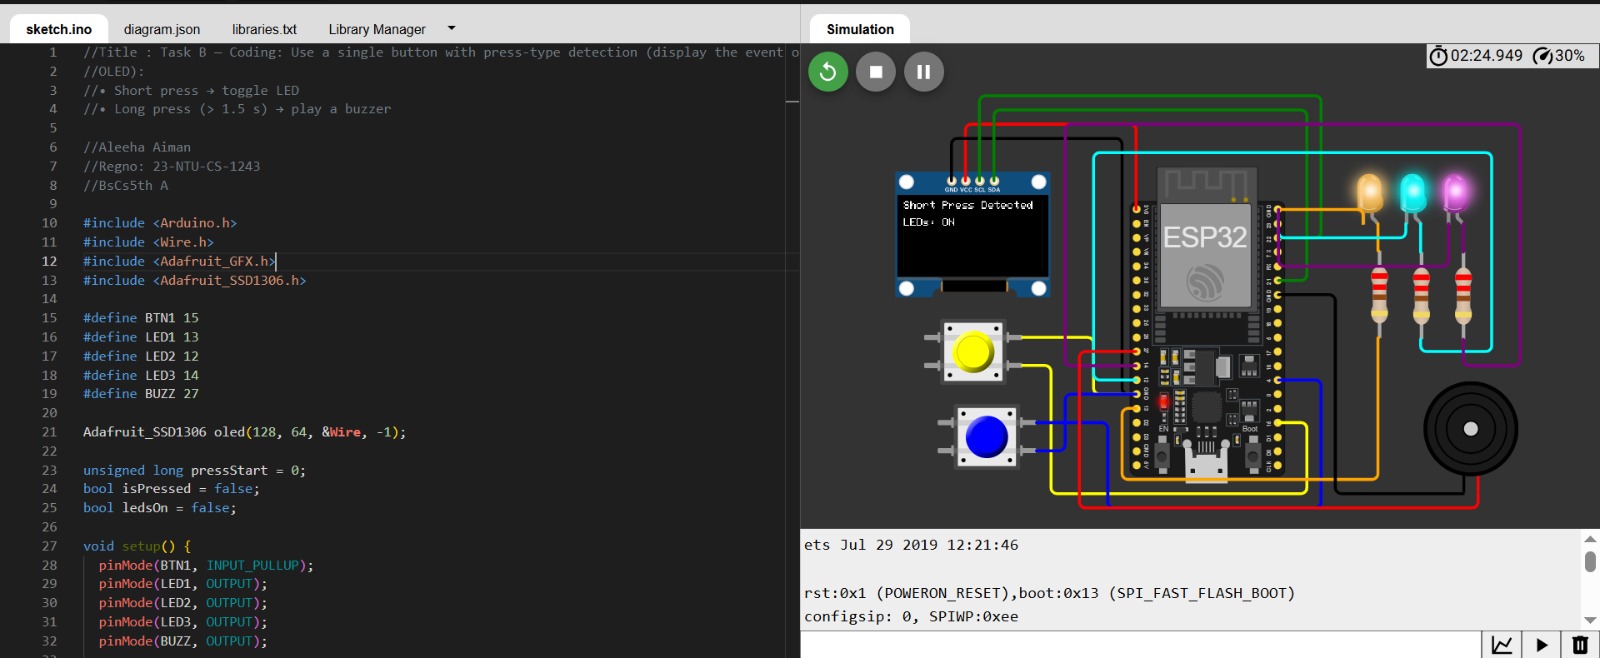 sketch.ino diagram.json libraries.txt Library Manager
1 //Title : Task B — Coding: Use a single button with press-type detection (display the event o
2 //OLED):
3 //• Short press → toggle LED
4 //• Long press (> 1.5 s) → play a buzzer
5
6 //Aleeha Aiman
7 //Regno: 23-NTU-CS-1243
8 //BsCs5th A
9
10 #include <Arduino.h>
11 #include <Wire.h>
12 #include <Adafruit_GFX.h>
13 #include <Adafruit_SSD1306.h>
14
15 #define BTN1 15
16 #define LED1 13
17 #define LED2 12
18 #define LED3 14
19 #define BUZZ 27
20
21 Adafruit_SSD1306 oled(128, 64, &Wire, -1);
22
23 unsigned long pressStart = 0;
24 bool isPressed = false;
25 bool ledsOn = false;
26
27 void setup() {
28 pinMode(BTN1, INPUT_PULLUP);
29 pinMode(LED1, OUTPUT);
30 pinMode(LED2, OUTPUT);
31 pinMode(LED3, OUTPUT);
32 pinMode(BUZZ, OUTPUT);
Simulation
02:24.949 30%
GND VCC SCL SDA
Short Press Detected
LEDs: ON
ESP32
EN Boot
ets Jul 29 2019 12:21:46
rst:0x1 (POWERON_RESET),boot:0x13 (SPI_FAST_FLASH_BOOT)
configsip: 0, SPIWP:0xee